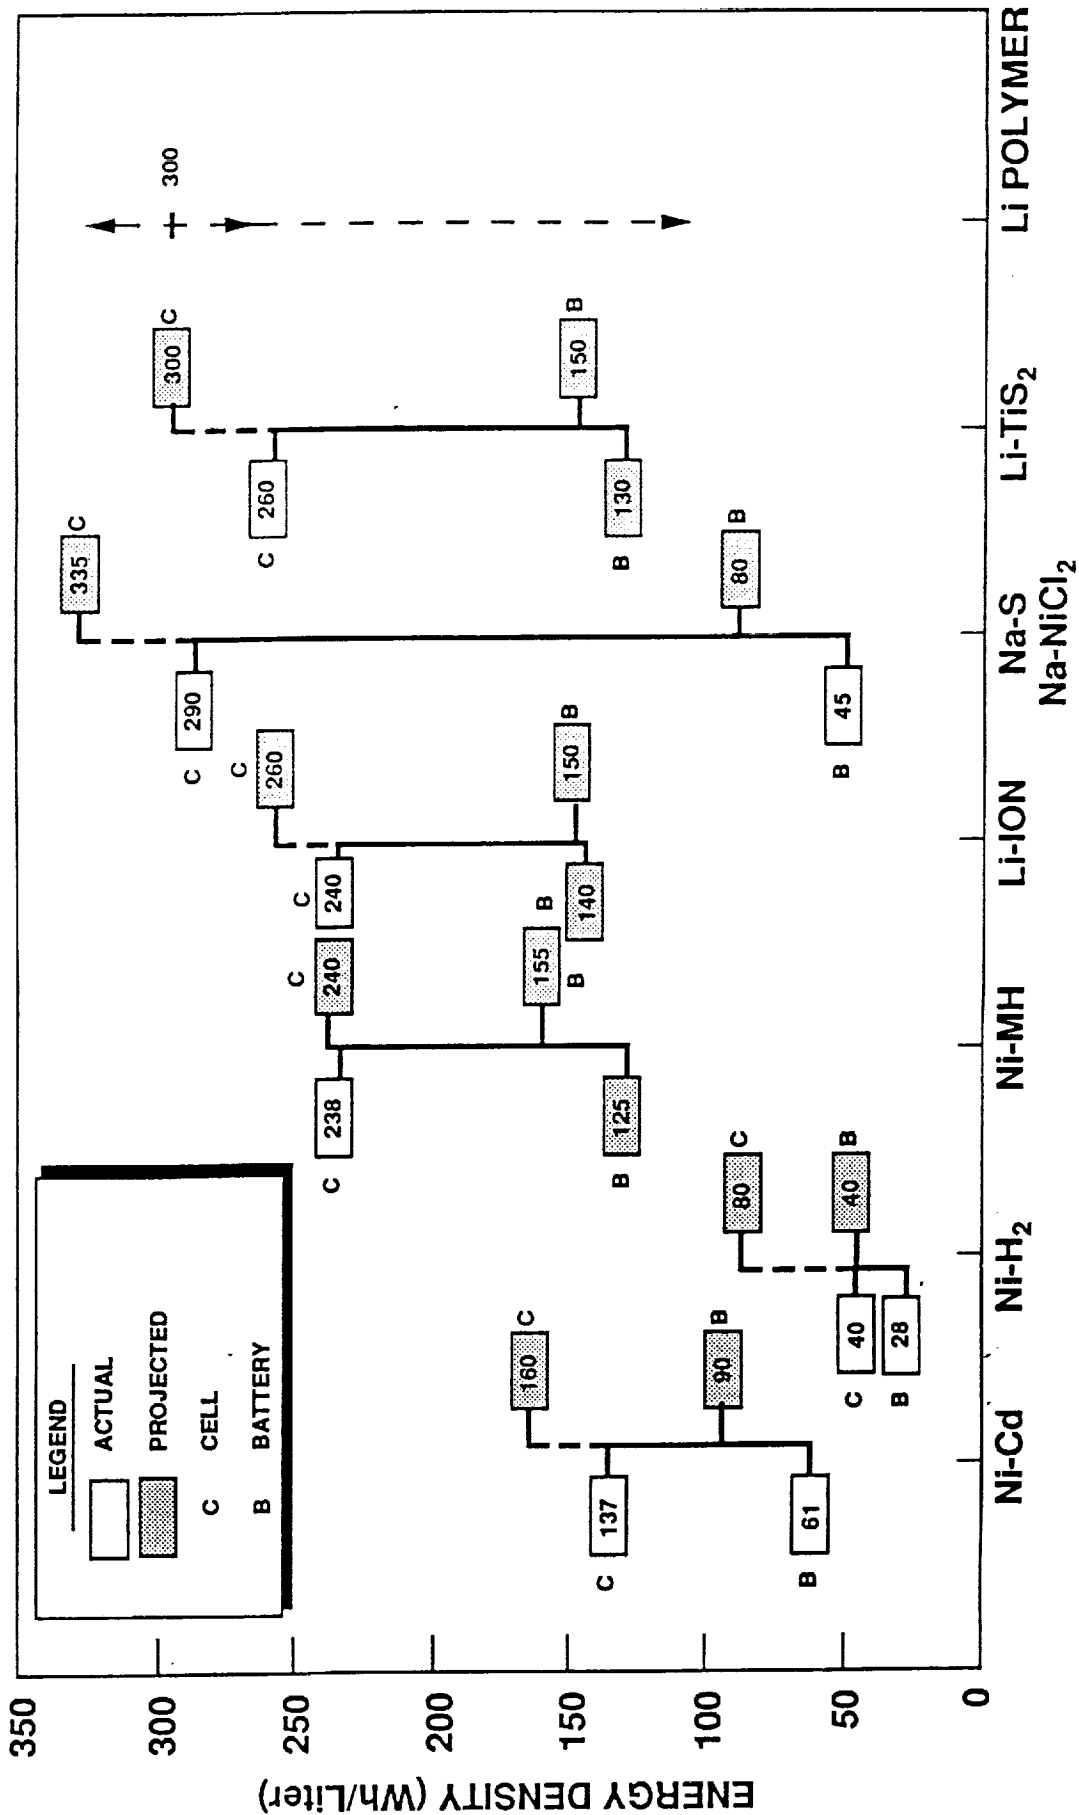 ENERGY DENSITY (Wh/Liter)
350
300
250
200
150
100
50
0
LEGEND
ACTUAL
PROJECTED
C CELL
B BATTERY
C 137
160 C
90 B
B 61
80 C
C 40
40 B
B 28
C 238
240 C
155 B
B 125
C 240
260 C
150 B
B 140
C 290
335 C
80 B
B 45
C 260
300 C
150 B
B 130
300
Ni-Cd
Ni-H₂
Ni-MH
Li-ION
Na-S
Na-NiCl₂
Li-TiS₂
Li POLYMER